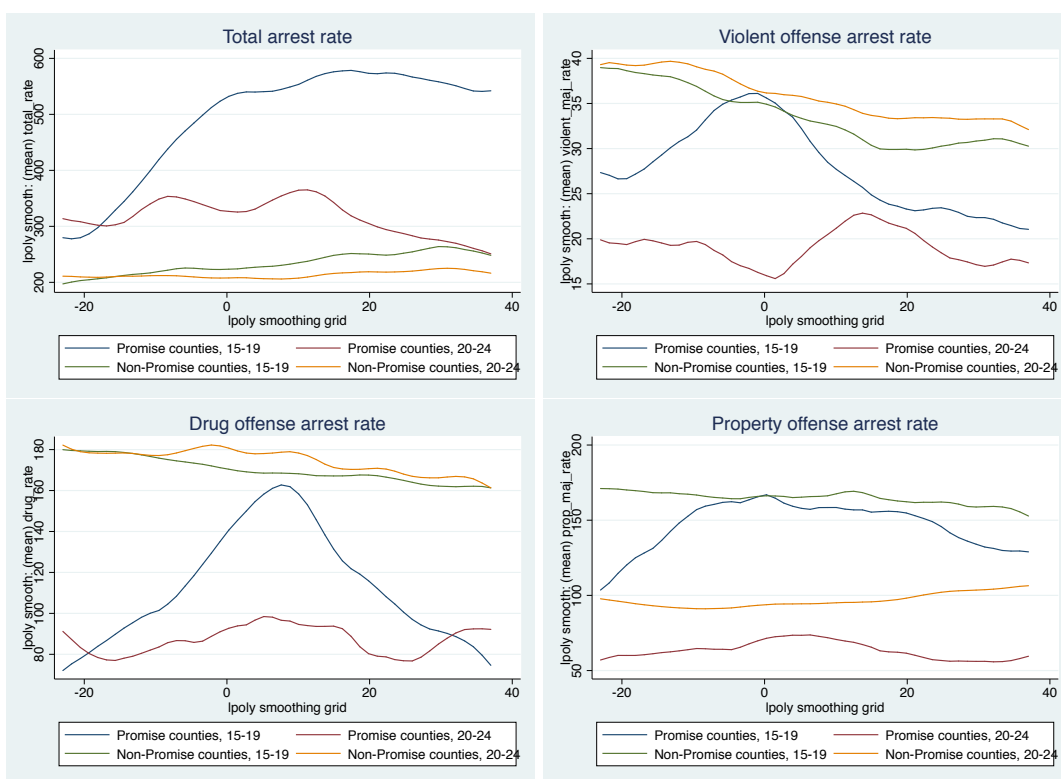 Total arrest rate
lpoly smooth: (mean) total_rate
600
500
400
300
200
-20 0 20 40
lpoly smoothing grid
Promise counties, 15-19 Promise counties, 20-24
Non-Promise counties, 15-19 Non-Promise counties, 20-24
Violent offense arrest rate
lpoly smooth: (mean) violent_maj_rate
40
35
30
25
20
15
-20 0 20 40
lpoly smoothing grid
Promise counties, 15-19 Promise counties, 20-24
Non-Promise counties, 15-19 Non-Promise counties, 20-24
Drug offense arrest rate
lpoly smooth: (mean) drug_rate
180
160
140
120
100
80
-20 0 20 40
lpoly smoothing grid
Promise counties, 15-19 Promise counties, 20-24
Non-Promise counties, 15-19 Non-Promise counties, 20-24
Property offense arrest rate
lpoly smooth: (mean) prop_maj_rate
200
150
100
50
-20 0 20 40
lpoly smoothing grid
Promise counties, 15-19 Promise counties, 20-24
Non-Promise counties, 15-19 Non-Promise counties, 20-24